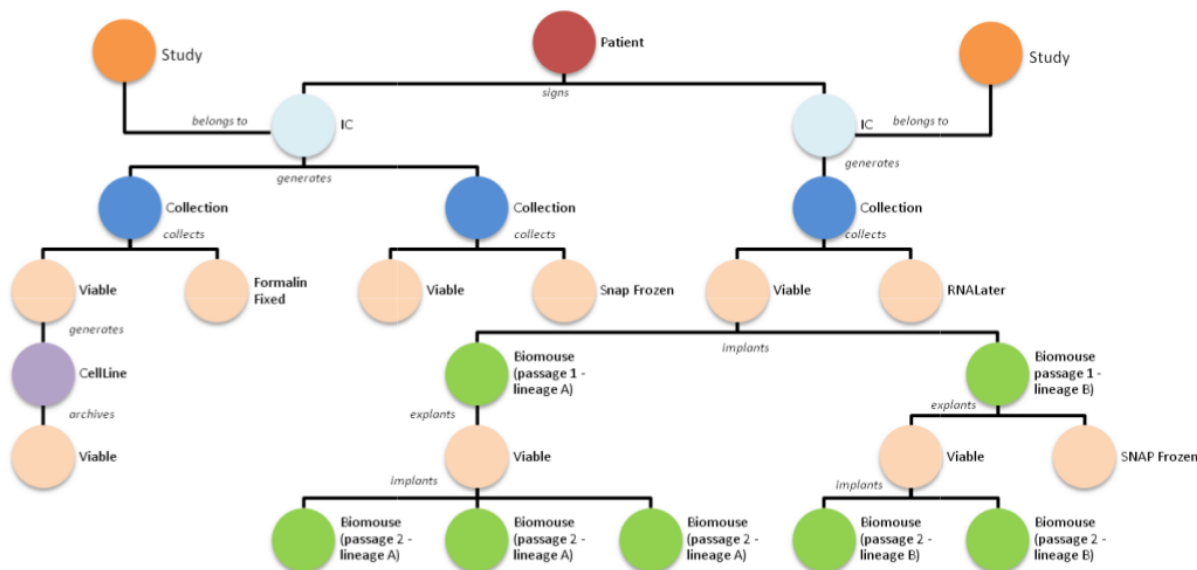 Patient
Study
Study
signs
belongs to
IC
IC
belongs to
generates
generates
Collection
Collection
Collection
collects
collects
collects
Viable
Formalin
Fixed
Viable
Snap Frozen
Viable
RNALater
generates
implants
CellLine
Biomouse
(passage 1 -
lineage A)
Biomouse
passage 1 -
lineage B)
archives
explants
explants
Viable
Viable
Viable
SNAP Frozen
implants
implants
Biomouse
(passage 2 -
lineage A)
Biomouse
(passage 2 -
lineage A)
Biomouse
(passage 2 -
lineage A)
Biomouse
(passage 2 -
lineage B)
Biomouse
(passage 2 -
lineage B)